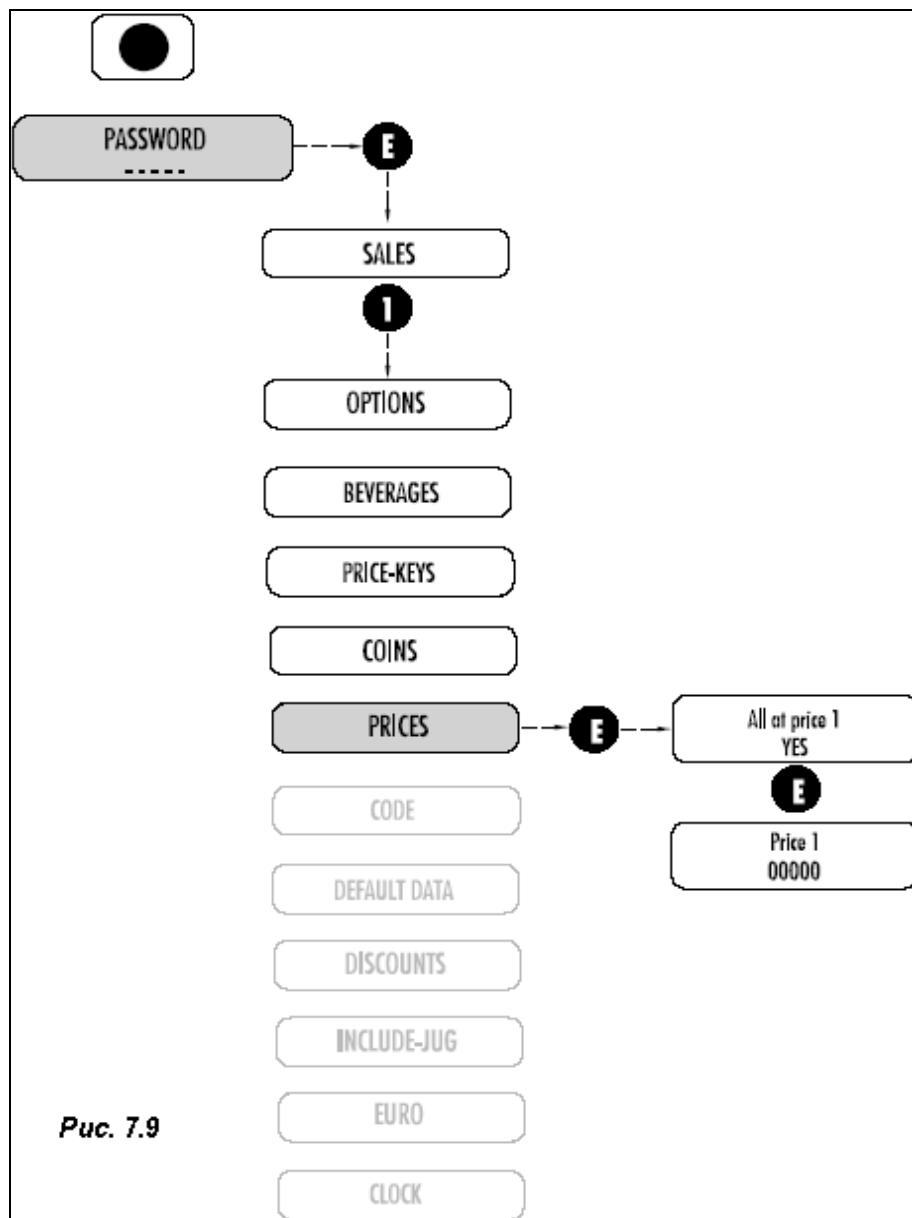 PASSWORD
-----
E
SALES
1
OPTIONS
BEVERAGES
PRICE-KEYS
COINS
PRICES
E
All at price 1
YES
E
Price 1
00000
CODE
DEFAULT DATA
DISCOUNTS
INCLUDE-JUG
EURO
Рис. 7.9
CLOCK